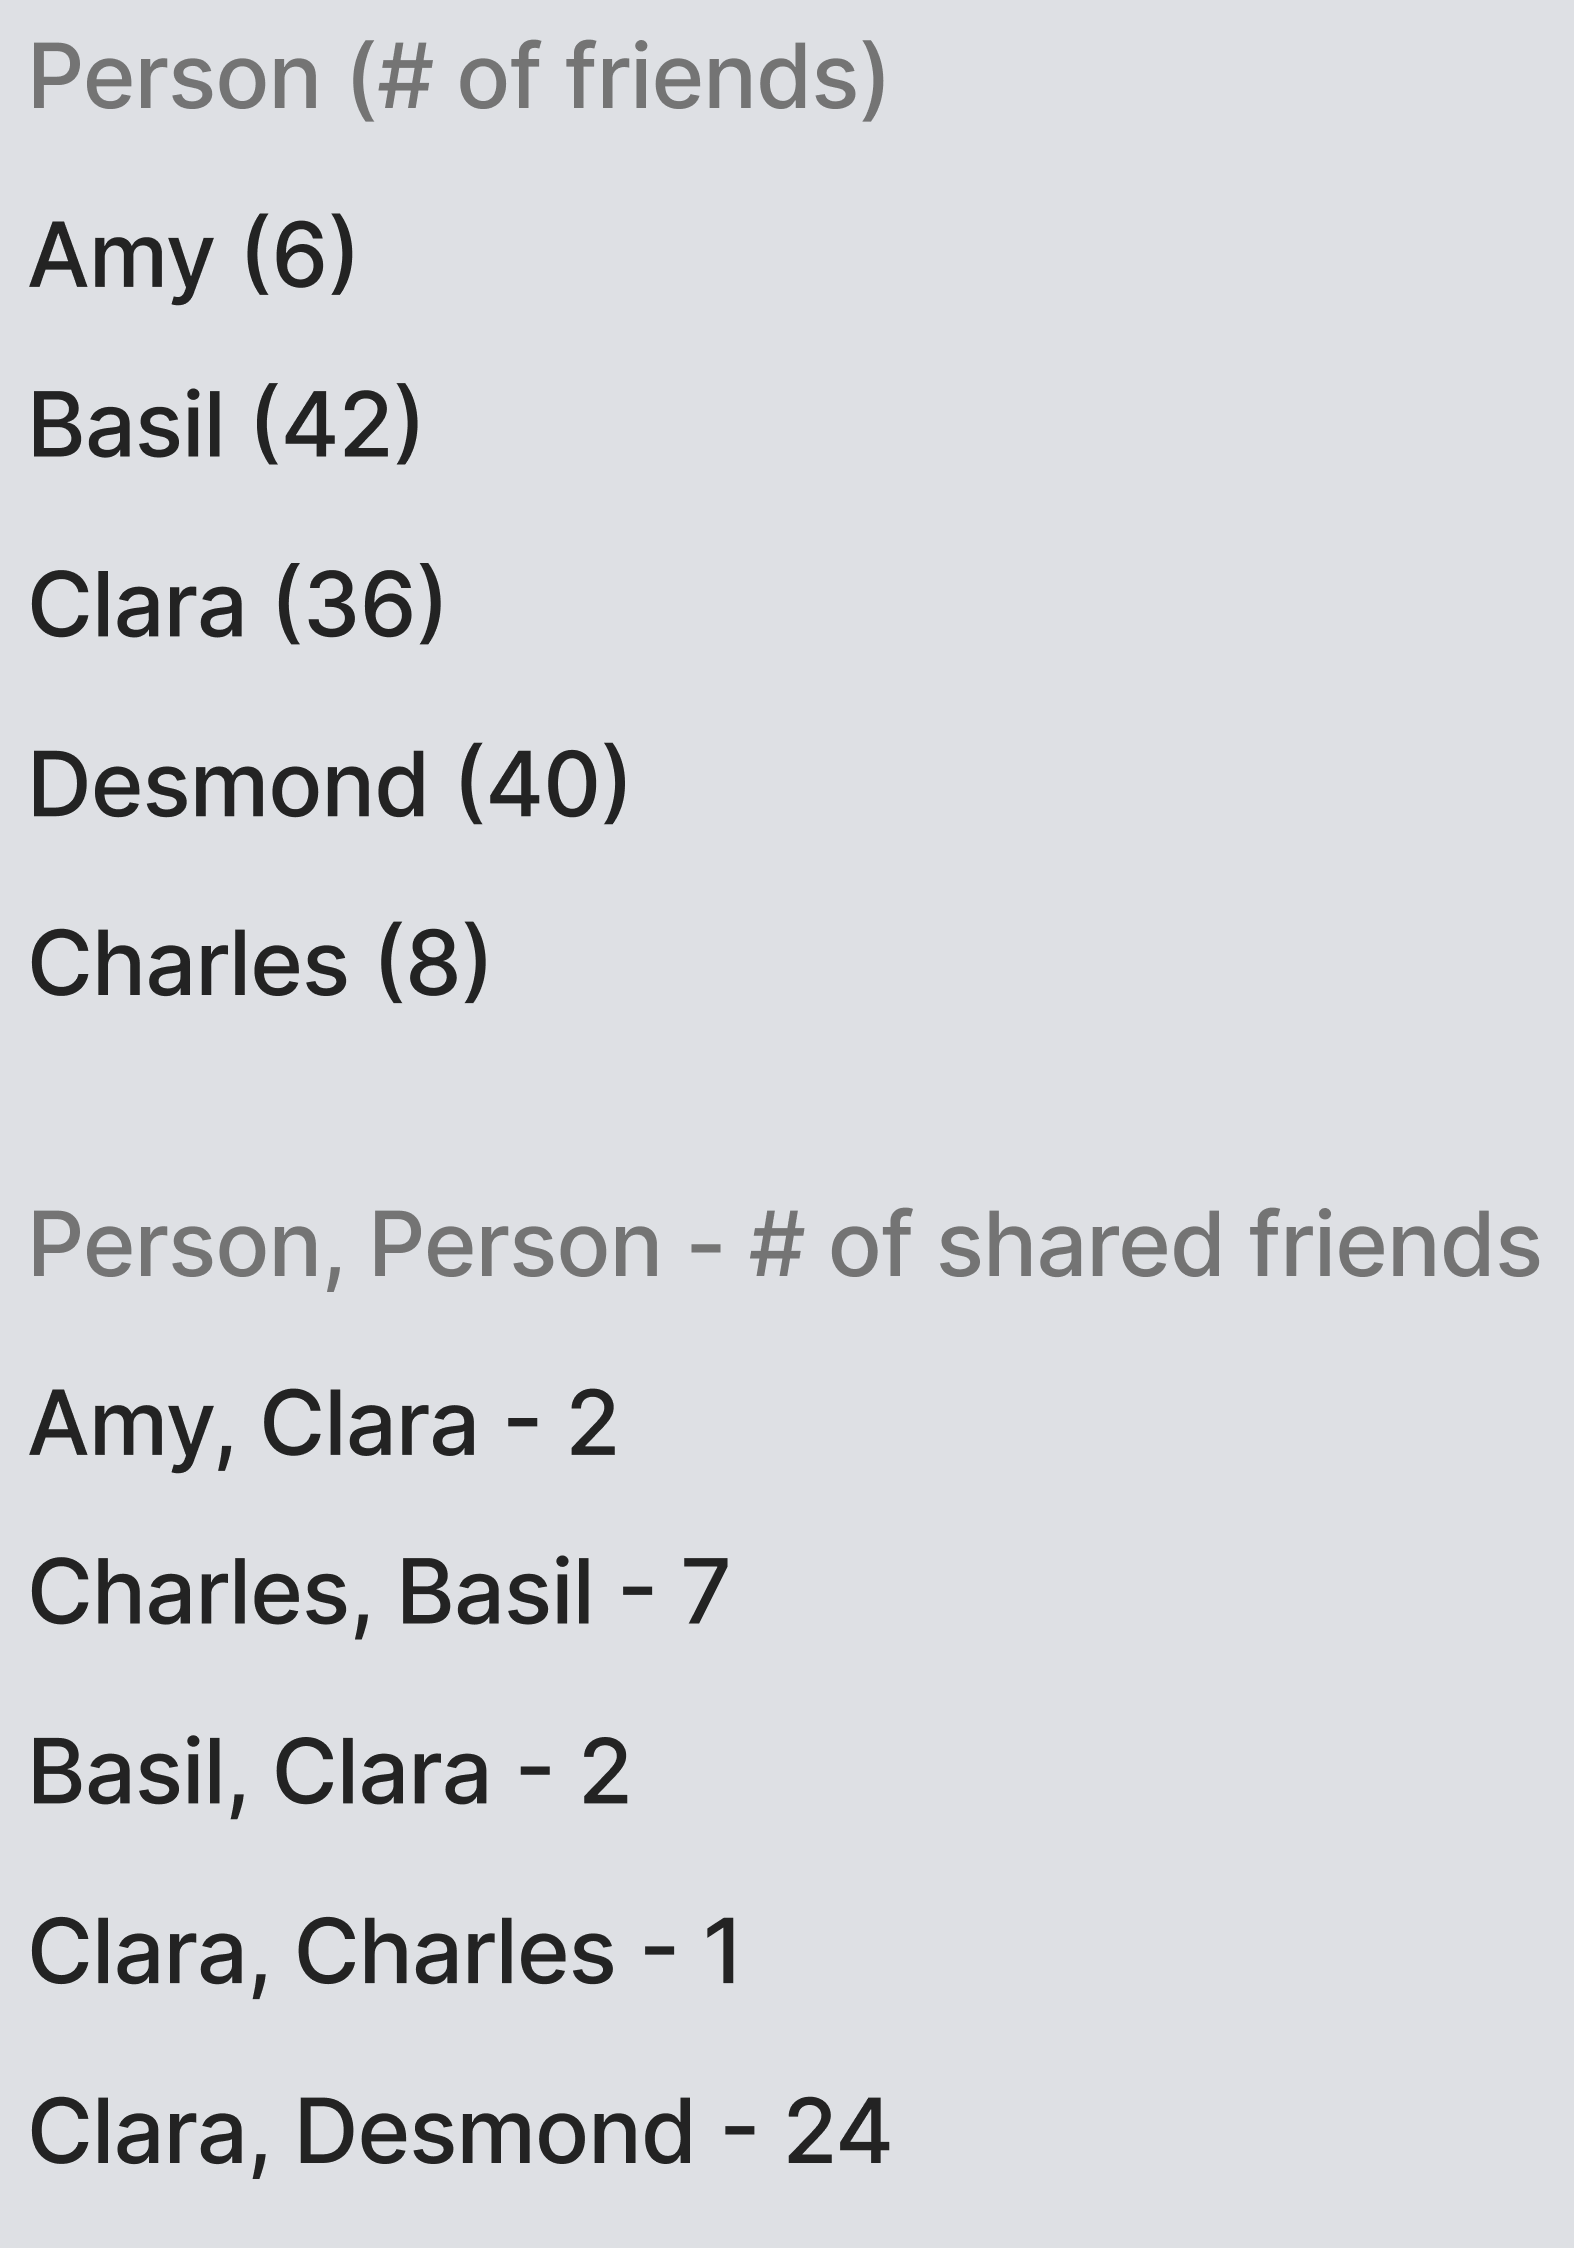 Person (# of friends)
Amy (6)
Basil (42)
Clara (36)
Desmond (40)
Charles (8)
Person, Person - # of shared friends
Amy, Clara - 2
Charles, Basil - 7
Basil, Clara - 2
Clara, Charles - 1
Clara, Desmond - 24